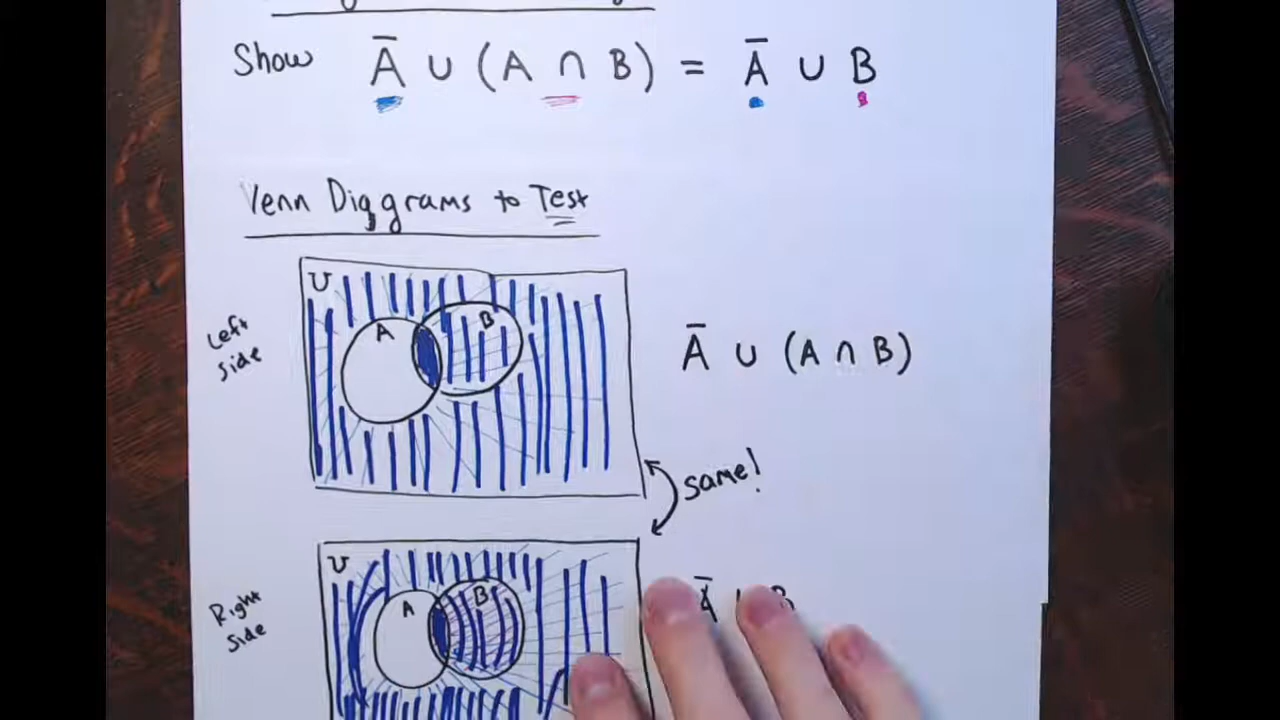 Show Ā ∪ (A ∩ B) = Ā ∪ B
Venn Diagrams to Test
Left
side
U
A
B
Ā ∪ (A ∩ B)
same!
Right
side
U
A
B